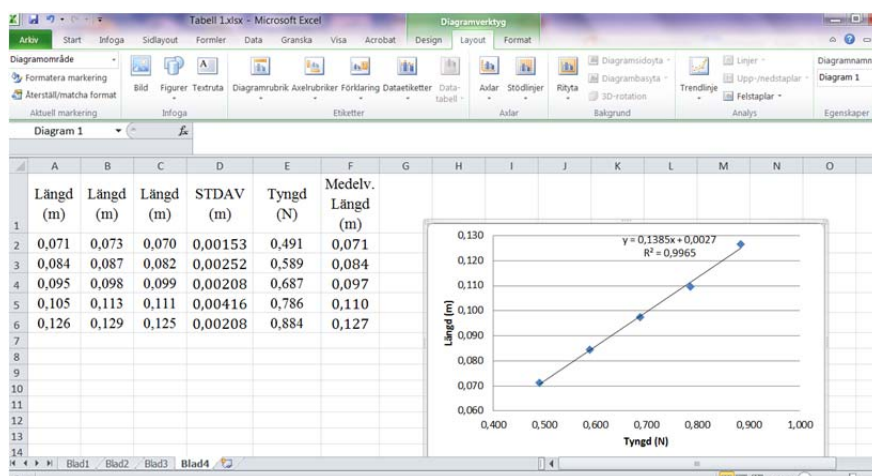 Tabell 1.xlsx - Microsoft Excel
Diagramverktyg
Arkiv Start Infoga Sidlayout Formler Data Granska Visa Acrobat Design Layout Format
Diagramområde
Formatera markering
Återställ/matcha format
Aktuell markering
Bild Figurer Textruta
Infoga
Diagramrubrik Axelrubriker Förklaring Dataetiketter Data-
tabell
Etiketter
Axlar Stödlinjer
Axlar
Rityta
Diagramsidoyta
Diagrambasyta
3D-rotation
Bakgrund
Trendlinje
Linjer
Upp-/nedstaplar
Felstaplar
Analys
Diagramnamn
Diagram 1
Egenskaper
Diagram 1 fx
A B C D E F G H I J K L M N O
1 Längd (m) Längd (m) Längd (m) STDAV (m) Tyngd (N) Medelv. Längd (m)
2 0,071 0,073 0,070 0,00153 0,491 0,071
3 0,084 0,087 0,082 0,00252 0,589 0,084
4 0,095 0,098 0,099 0,00208 0,687 0,097
5 0,105 0,113 0,111 0,00416 0,786 0,110
6 0,126 0,129 0,125 0,00208 0,884 0,127
7
8
9
10
11
12
13
14
y = 0,1385x + 0,0027
R² = 0,9965
0,130
0,120
0,110
0,100
0,090
0,080
0,070
0,060
Längd (m)
0,400 0,500 0,600 0,700 0,800 0,900 1,000
Tyngd (N)
Blad1 Blad2 Blad3 Blad4